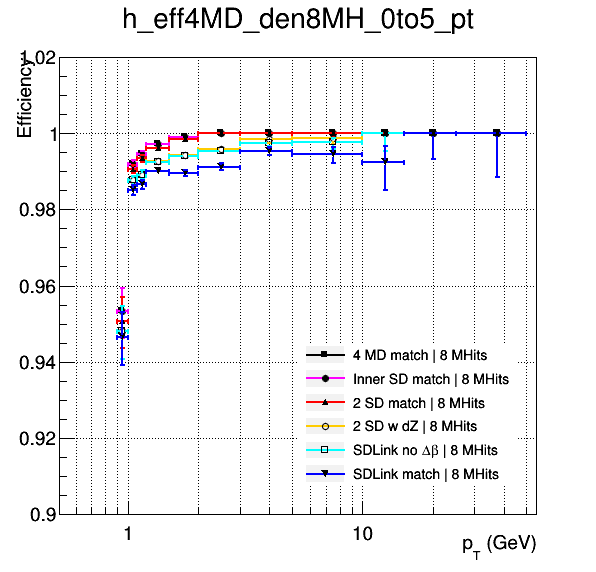 h_eff4MD_den8MH_0to5_pt
Efficiency
1.02
1
0.98
0.96
0.94
0.92
0.9
4 MD match | 8 MHits
Inner SD match | 8 MHits
2 SD match | 8 MHits
2 SD w dZ | 8 MHits
SDLink no Δβ | 8 MHits
SDLink match | 8 MHits
1
10
p_T (GeV)